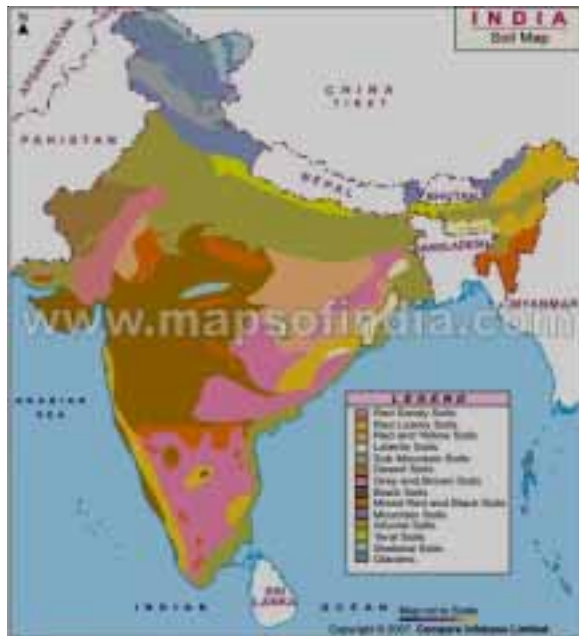 INDIA
Soil Map
N
AFGHANISTAN
CHINA
TIBET
PAKISTAN
NEPAL
BHUTAN
BANGLADESH
MYANMAR
www.mapsofindia.com
ARABIAN
SEA
LEGEND
Red Sandy Soils
Red Loamy Soils
Red and Yellow Soils
Laterite Soils
Sub Mountain Soils
Desert Soils
Grey and Brown Soils
Black Soils
Mixed Red and Black Soils
Mountain Soils
Alluvial Soils
Terai Soils
Skeletal Soils
Glaciers
SRI
LANKA
INDIAN OCEAN
Map not to Scale
Copyright © 2007, Compare Infobase Limited